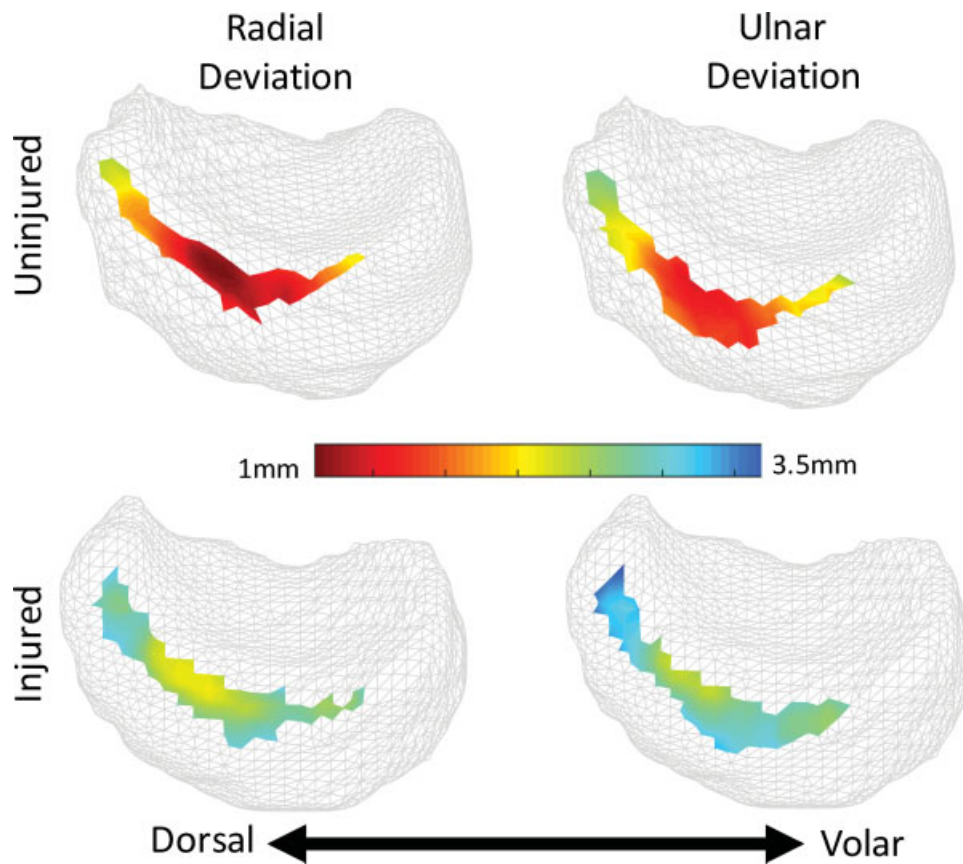 Radial
Deviation
Ulnar
Deviation
Uninjured
1mm
3.5mm
Injured
Dorsal
Volar